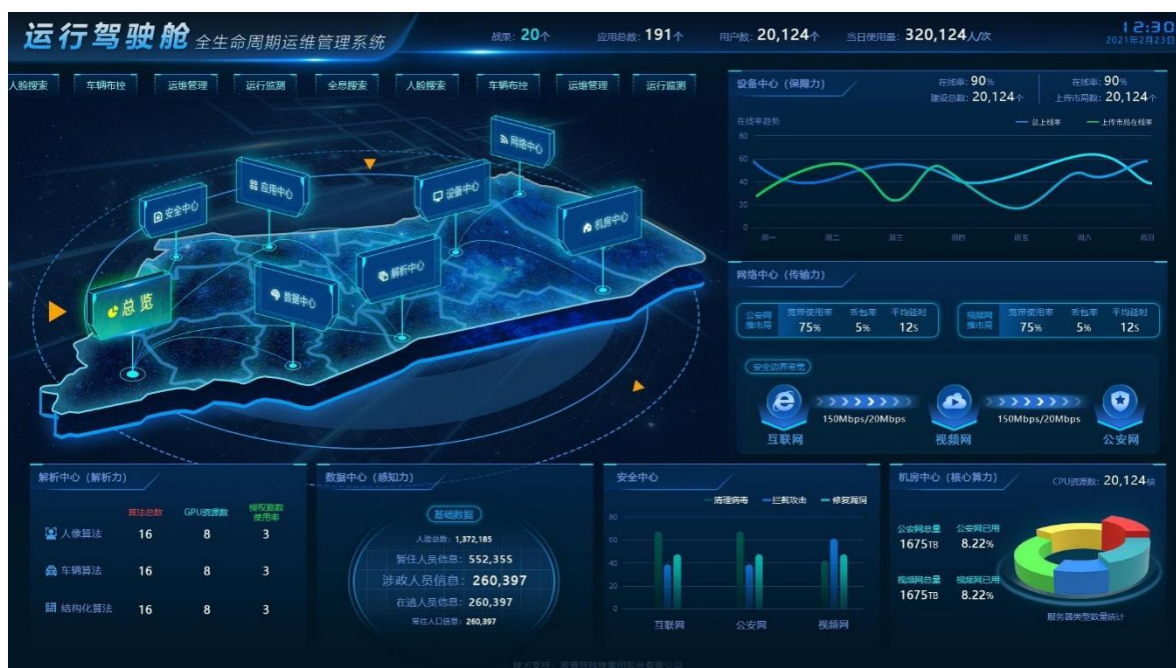 运行驾驶舱 全生命周期运维管理系统
战果: 20个
应用总数: 191个
用户数: 20,124个
当日使用量: 320,124人/次
12:30
2021年2月23日
人脸搜索 车辆布控 运维管理 运行监测 全息搜索 人脸搜索 车辆布控 运维管理 运行监测
网络中心
应用中心
设备中心
安全中心
机房中心
解析中心
数据中心
总览
设备中心（保障力）
在线率: 90%
建设总数: 20,124个
在线率: 90%
上传市局数: 20,124个
在线率趋势
总上线率 上传市局在线率
80
60
40
20
0
周一 周二 周三 周四 周五 周六 周日
网络中心（传输力）
公安网
推市局
宽带使用率 丢包率 平均延时
75% 5% 12S
视频网
推市局
宽带使用率 丢包率 平均延时
75% 5% 12S
安全边界带宽
150Mbps/20Mbps 150Mbps/20Mbps
互联网 视频网 公安网
解析中心（解析力）
算法总数 GPU资源数 授权路数
使用率
人像算法 16 8 3
车辆算法 16 8 3
结构化算法 16 8 3
数据中心（感知力）
基础数据
人脸总数: 1,372,185
暂住人员信息: 552,355
涉政人员信息: 260,397
在逃人员信息: 260,397
常住人口信息: 260,397
安全中心
清理病毒 拦截攻击 修复漏洞
80
60
40
20
0
互联网 公安网 视频网
机房中心（核心算力）
CPU资源数: 20,124核
公安网总量 公安网已用
1675TB 8.22%
视频网总量 视频网已用
1675TB 8.22%
服务器类型数量统计